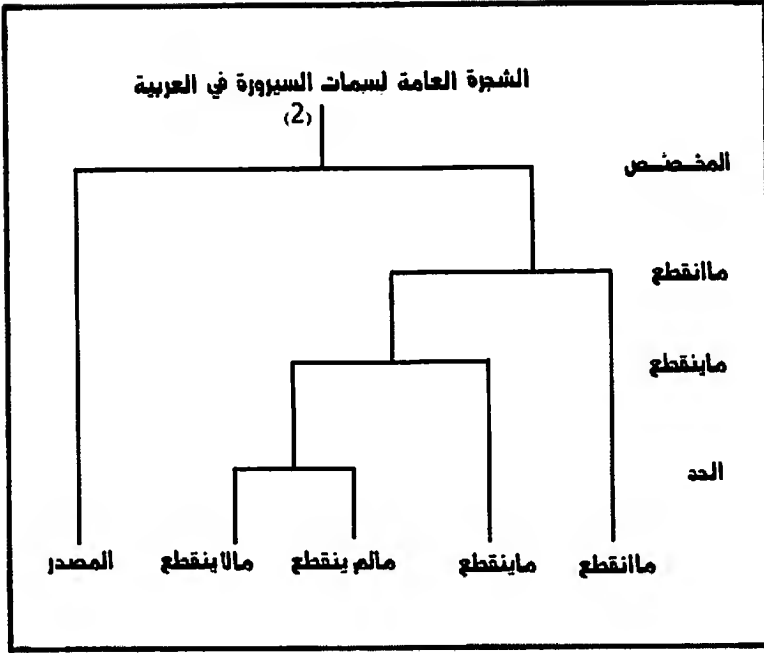 الشجرة العامة لسمات السيرورة في العربية
(2)
المخصص
ماانقطع
ماينقطع
الحد
ماانقطع ماينقطع مالم ينقطع مالاينقطع المصدر